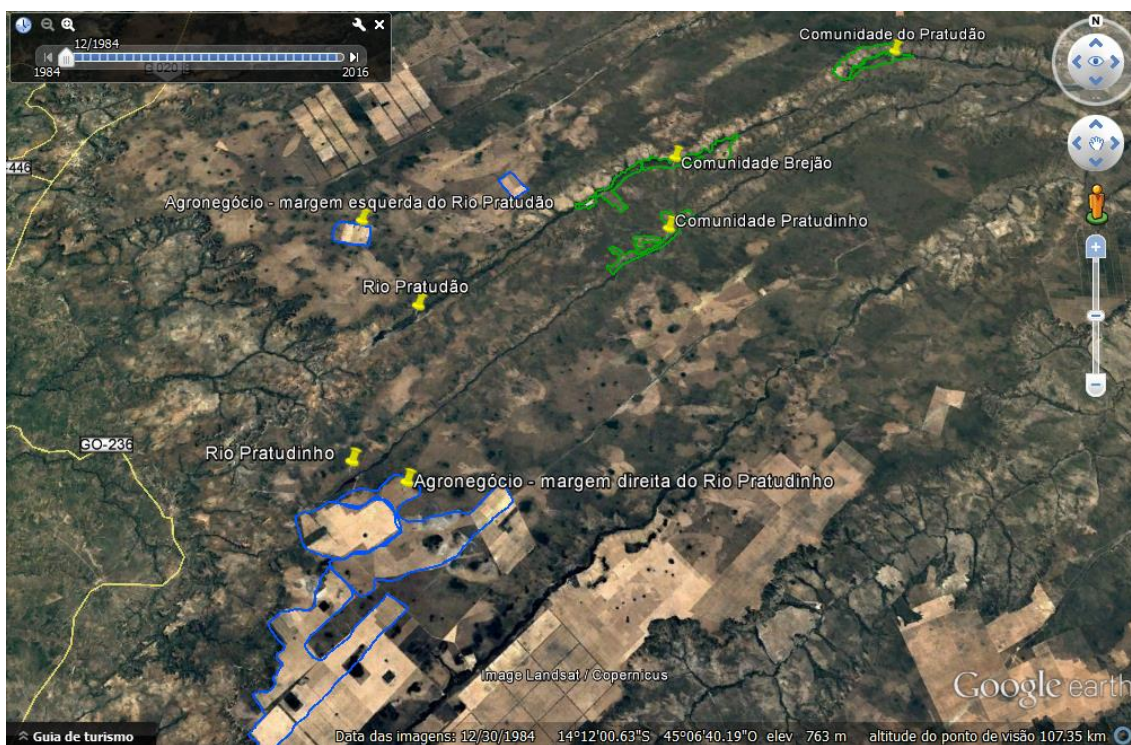 12/1984
1984
2016
N
Comunidade do Pratudão
-446
Comunidade Brejão
Agronegócio - margem esquerda do Rio Pratudão
Comunidade Pratudinho
Rio Pratudão
GO-236
Rio Pratudinho
Agronegócio - margem direita do Rio Pratudinho
Image Landsat / Copernicus
Google earth
Guia de turismo
Data das imagens: 12/30/1984 14°12'00.63"S 45°06'40.19"O elev 763 m altitude do ponto de visão 107.35 km